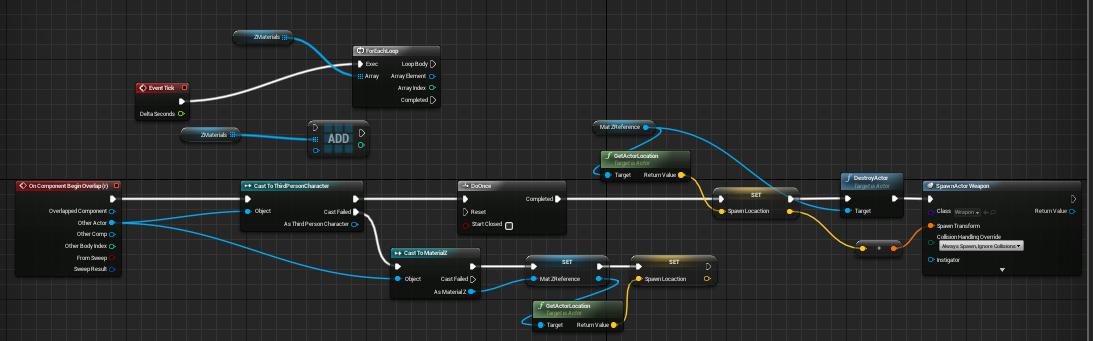 ZMaterials
ForEachLoop
Exec
Loop Body
Array
Array Element
Array Index
Completed
Event Tick
Delta Seconds
ZMaterials
ADD
Mat ZReference
GetActorLocation
Target is Actor
Target
Return Value
On Component Begin Overlap (r)
Overlapped Component
Other Actor
Other Comp
Other Body Index
From Sweep
Sweep Result
Cast To ThirdPersonCharacter
Object
Cast Failed
As Third Person Character
DoOnce
Completed
Reset
Start Closed
SET
Spawn Location
DestroyActor
Target is Actor
Target
SpawnActor Weapon
Class
Weapon
Return Value
Spawn Transform
Collision Handling Override
Always Spawn, Ignore Collisions
Instigator
Cast To MaterialZ
Object
Cast Failed
As Material Z
SET
Mat ZReference
SET
Spawn Location
GetActorLocation
Target is Actor
Target
Return Value